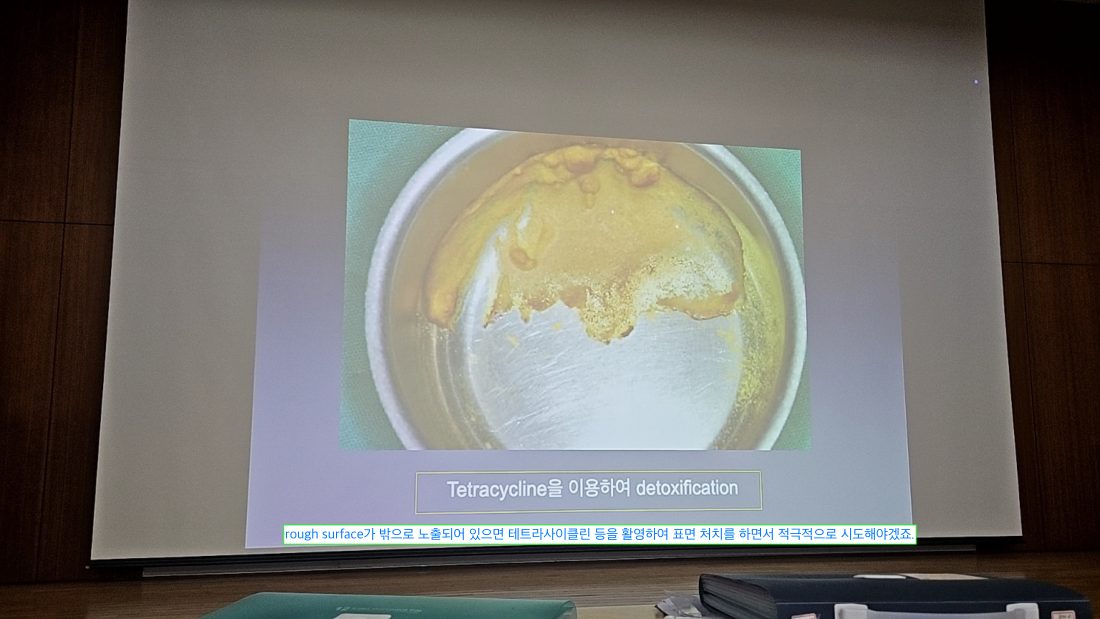 Tetracycline을 이용하여 detoxification
rough surface가 밖으로 노출되어 있으면 테트라사이클린 등을 활영하여 표면 처치를 하면서 적극적으로 시도해야겠죠.